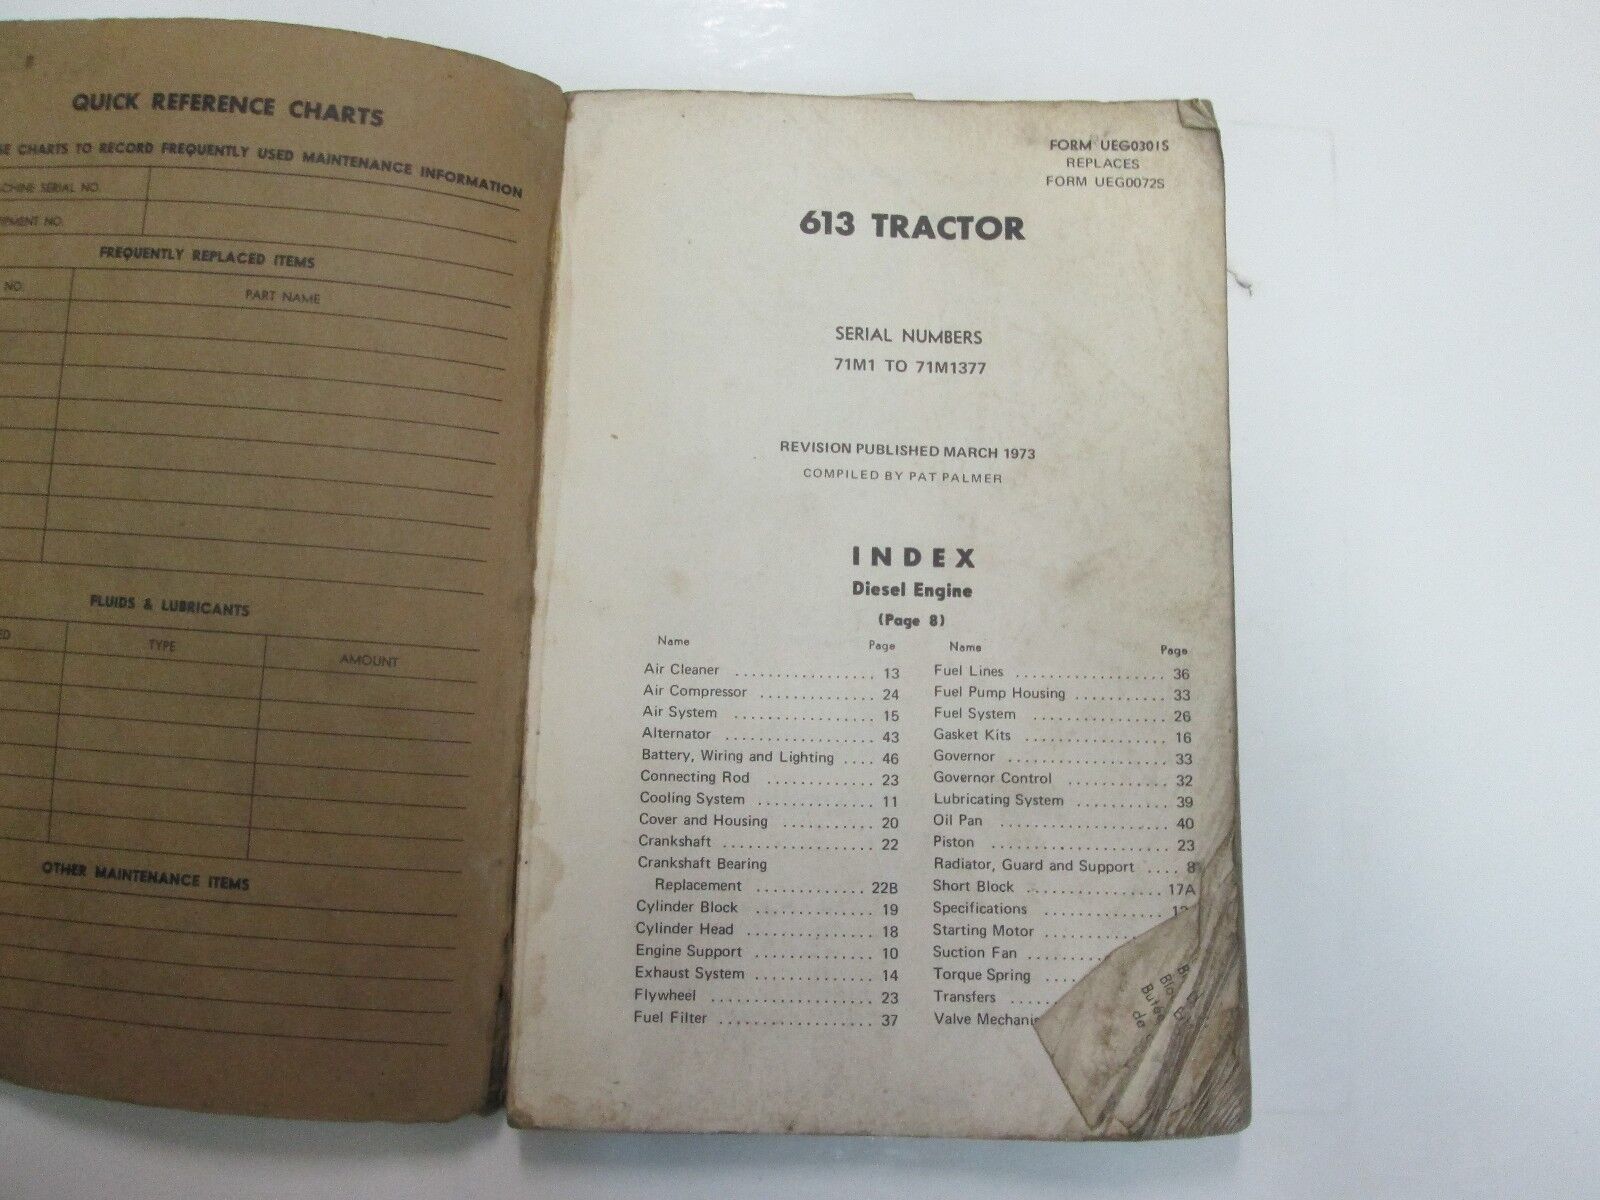 QUICK REFERENCE CHARTS
CHARTS TO RECORD FREQUENTLY USED MAINTENANCE INFORMATION
SERIAL NO.
NO.
FREQUENTLY REPLACED ITEMS
NO. PART NAME
FLUIDS & LUBRICANTS
TYPE AMOUNT
OTHER MAINTENANCE ITEMS
FORM UEG0301S
REPLACES
FORM UEG0072S
613 TRACTOR
SERIAL NUMBERS
71M1 TO 71M1377
REVISION PUBLISHED MARCH 1973
COMPILED BY PAT PALMER
INDEX
Diesel Engine
(Page 8)
Name Page
Air Cleaner ................ 13
Air Compressor ............. 24
Air System ................ 15
Alternator ................. 43
Battery, Wiring and Lighting .... 46
Connecting Rod ............ 23
Cooling System ............. 11
Cover and Housing .......... 20
Crankshaft .................. 22
Crankshaft Bearing
Replacement ............ 22B
Cylinder Block ............. 19
Cylinder Head .............. 18
Engine Support ............. 10
Exhaust System ............. 14
Flywheel .................. 23
Fuel Filter .................. 37
Name Page
Fuel Lines .................. 36
Fuel Pump Housing .......... 33
Fuel System ............... 26
Gasket Kits ................ 16
Governor .................. 33
Governor Control ........... 32
Lubricating System .......... 39
Oil Pan ................... 40
Piston .................... 23
Radiator, Guard and Support .... 8
Short Block ................ 17A
Specifications .............
Starting Motor ............
Suction Fan ..........
Torque Spring ....
Transfers .....
Valve
Butée
de